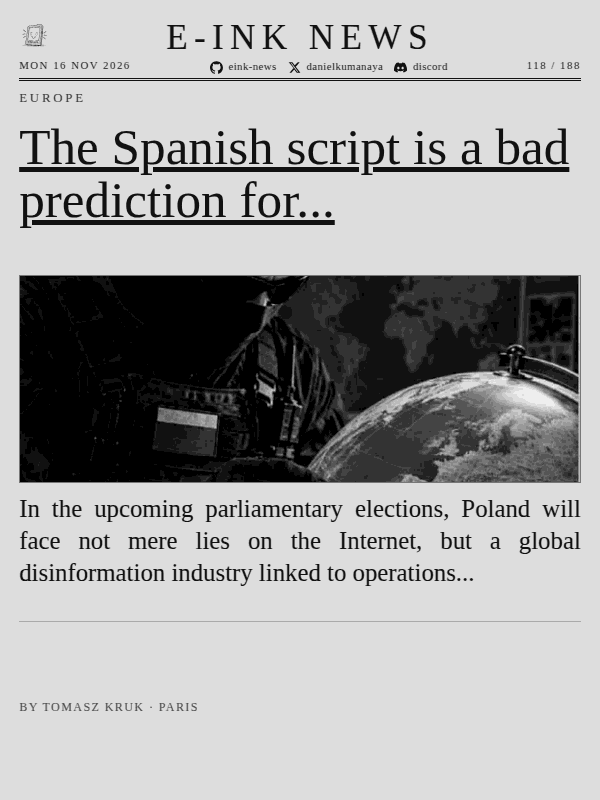 E-INK NEWS
MON 16 NOV 2026
eink-news
danielkumanaya
discord
118 / 188
EUROPE
The Spanish script is a bad
prediction for...
In the upcoming parliamentary elections, Poland will
face not mere lies on the Internet, but a global
disinformation industry linked to operations...
BY TOMASZ KRUK · PARIS